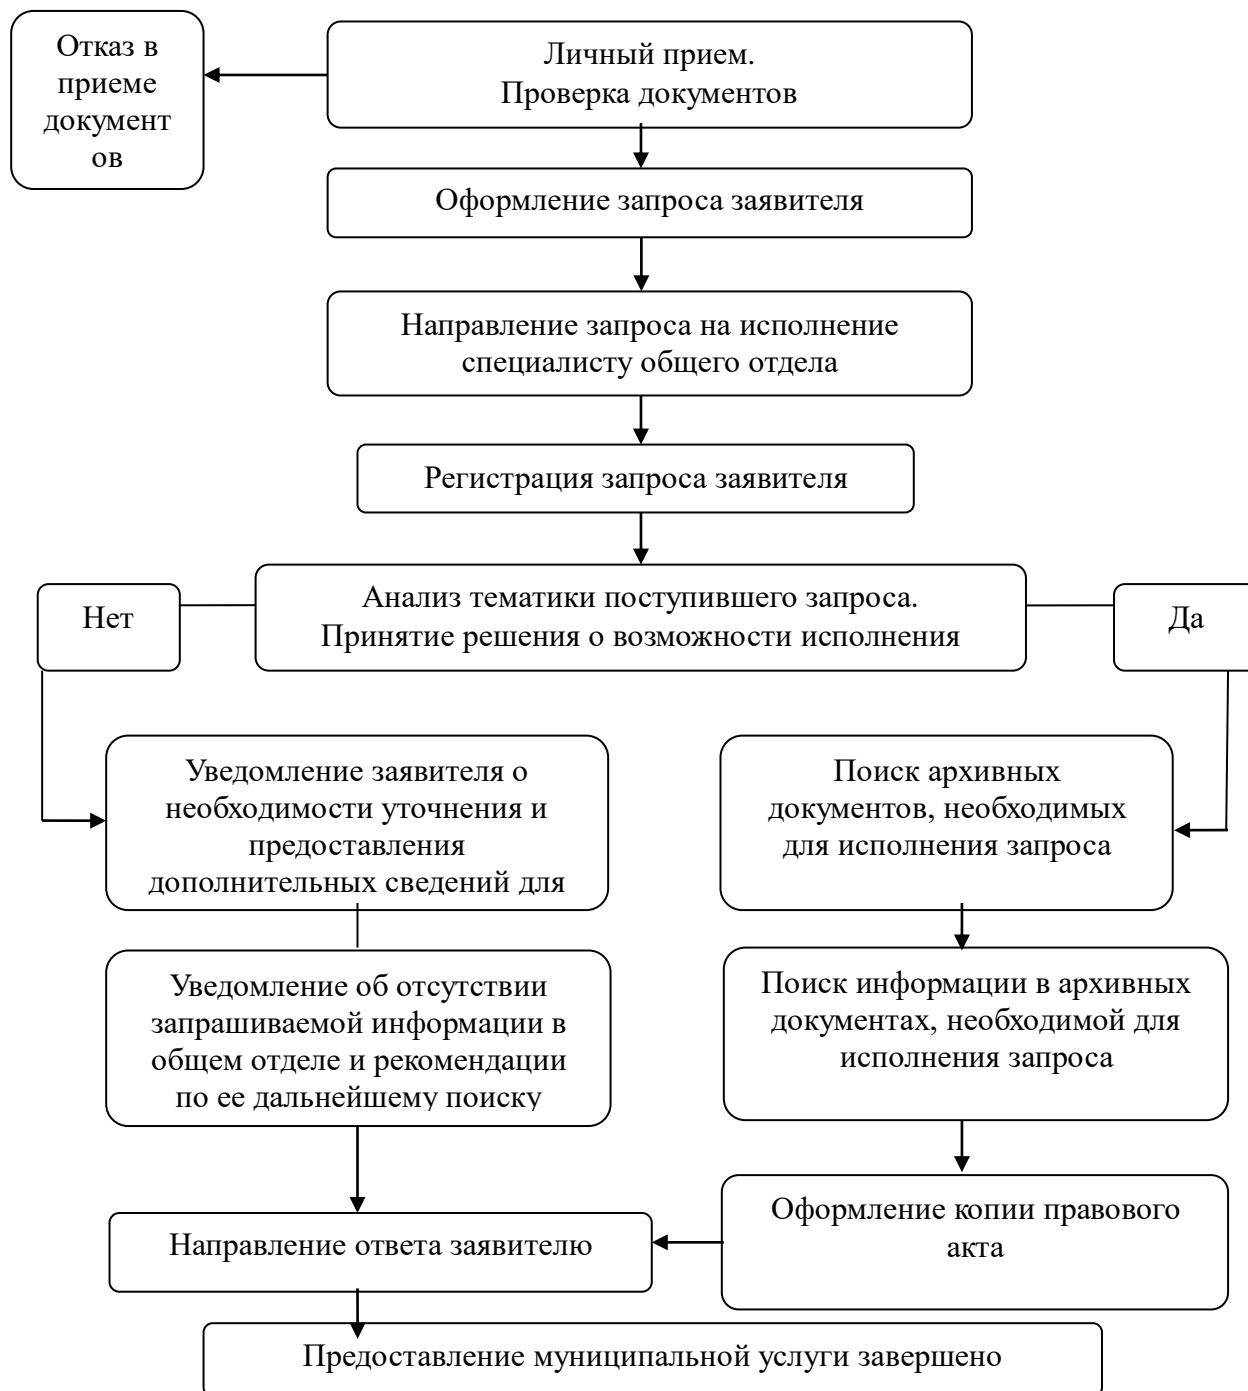 Отказ в
приеме
документ
ов
Личный прием.
Проверка документов
Оформление запроса заявителя
Направление запроса на исполнение
специалисту общего отдела
Регистрация запроса заявителя
Нет
Анализ тематики поступившего запроса.
Принятие решения о возможности исполнения
Да
Уведомление заявителя о
необходимости уточнения и
предоставления
дополнительных сведений для
Поиск архивных
документов, необходимых
для исполнения запроса
Уведомление об отсутствии
запрашиваемой информации в
общем отделе и рекомендации
по ее дальнейшему поиску
Поиск информации в архивных
документах, необходимой для
исполнения запроса
Оформление копии правового
акта
Направление ответа заявителю
Предоставление муниципальной услуги завершено